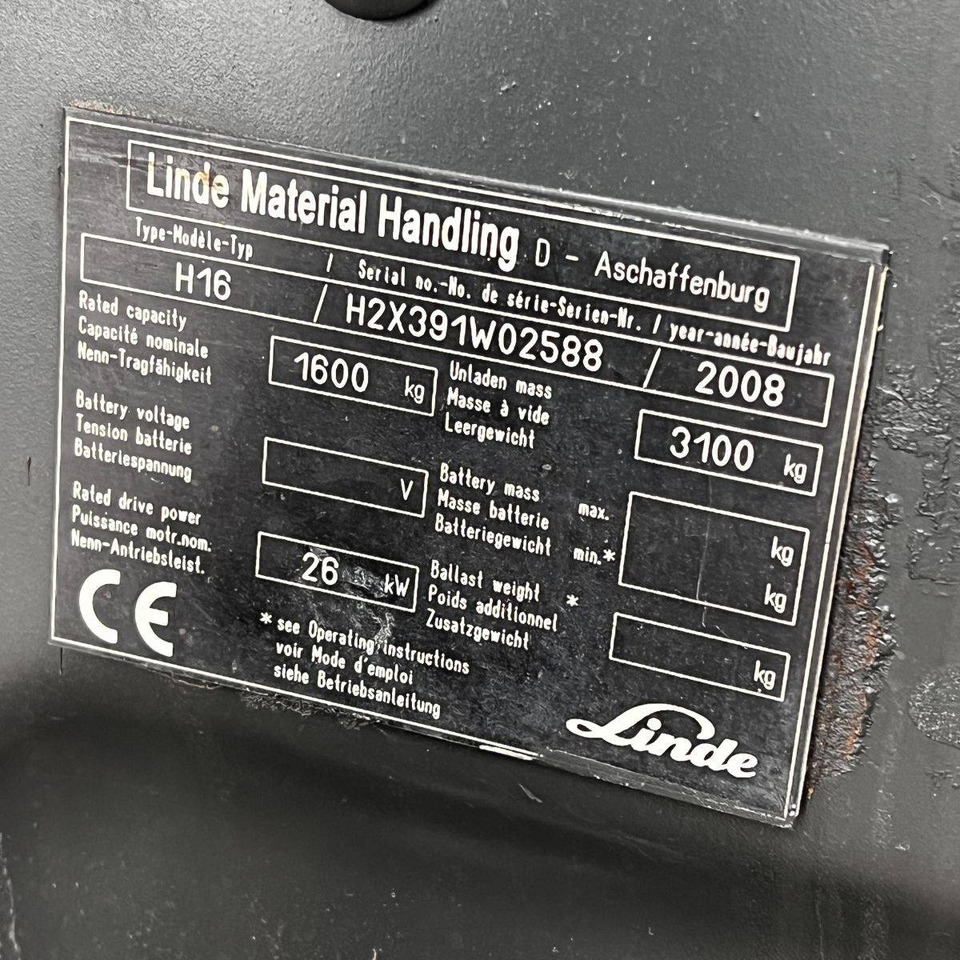 Linde Material Handling D - Aschaffenburg
Type-Modèle-Typ / Serial no.-No. de série-Serien-Nr. / year-année-Baujahr
H16 / H2X391W02588 / 2008
Rated capacity
Capacité nominale
Nenn-Tragfähigkeit
1600 kg
Unladen mass
Masse à vide
Leergewicht
3100 kg
Battery voltage
Tension batterie
Batteriespannung
V
Battery mass max.
Masse batterie
Batteriegewicht min.*
kg
kg
Rated drive power
Puissance motr.nom.
Nenn-Antriebsleist.
26 kW
Ballast weight *
Poids additionnel
Zusatzgewicht
kg
CE
* see Operating instructions
voir Mode d'emploi
siehe Betriebsanleitung
Linde